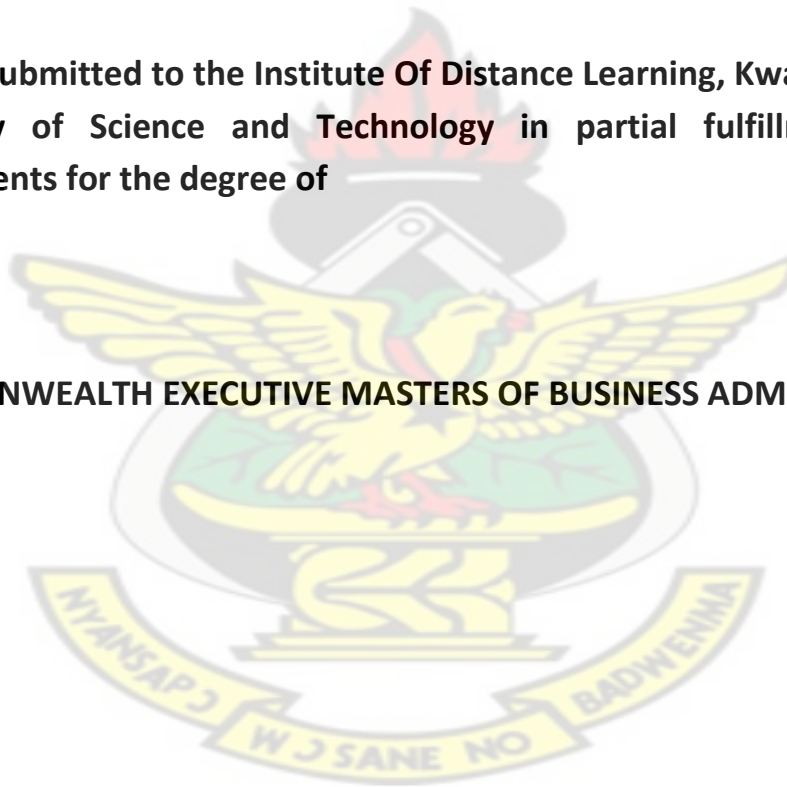 ubmitted to the Institute Of Distance Learning, Kwa
y of Science and Technology in partial fulfill
ents for the degree of
NWEALTH EXECUTIVE MASTERS OF BUSINESS ADM
NYANSAPƆ WƆSANE NO BADWENMA